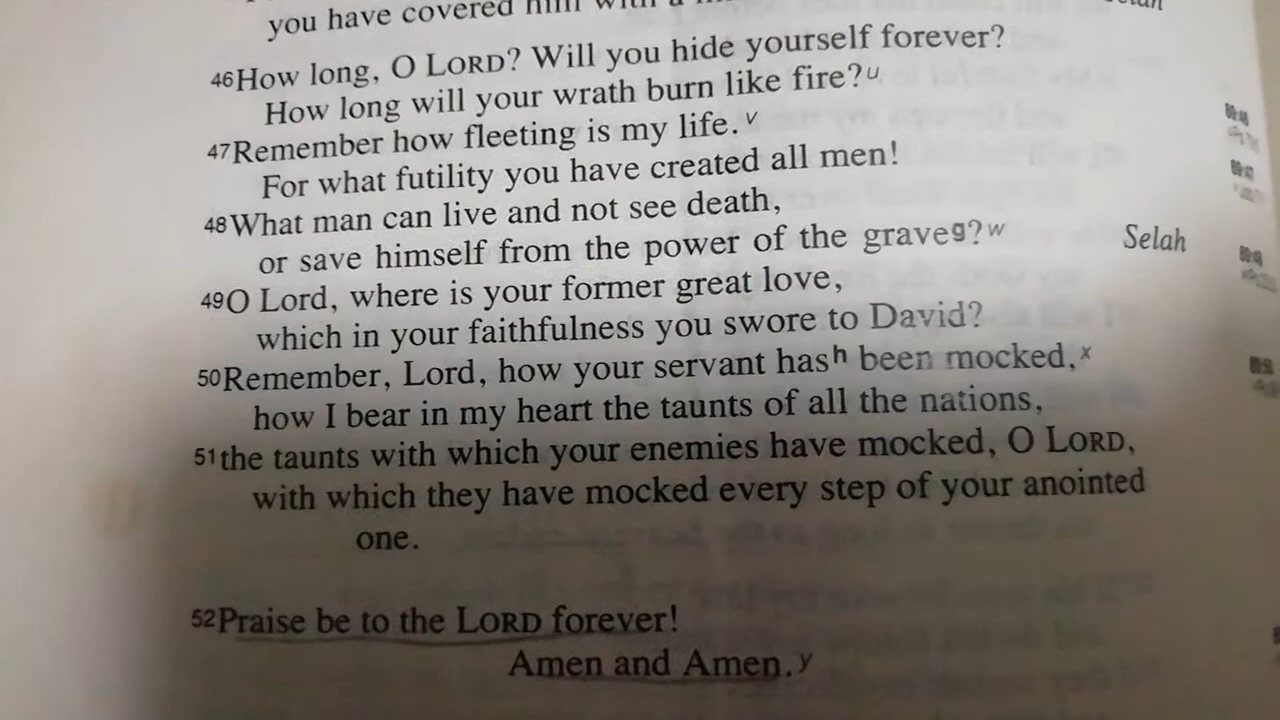 you have covered him with a
46How long, O LORD? Will you hide yourself forever?
How long will your wrath burn like fire?u
47Remember how fleeting is my life.v
For what futility you have created all men!
48What man can live and not see death,
or save himself from the power of the graveg?w Selah
49O Lord, where is your former great love,
which in your faithfulness you swore to David?
50Remember, Lord, how your servant hash been mocked,x
how I bear in my heart the taunts of all the nations,
51the taunts with which your enemies have mocked, O LORD,
with which they have mocked every step of your anointed
one.
52Praise be to the LORD forever!
Amen and Amen.y